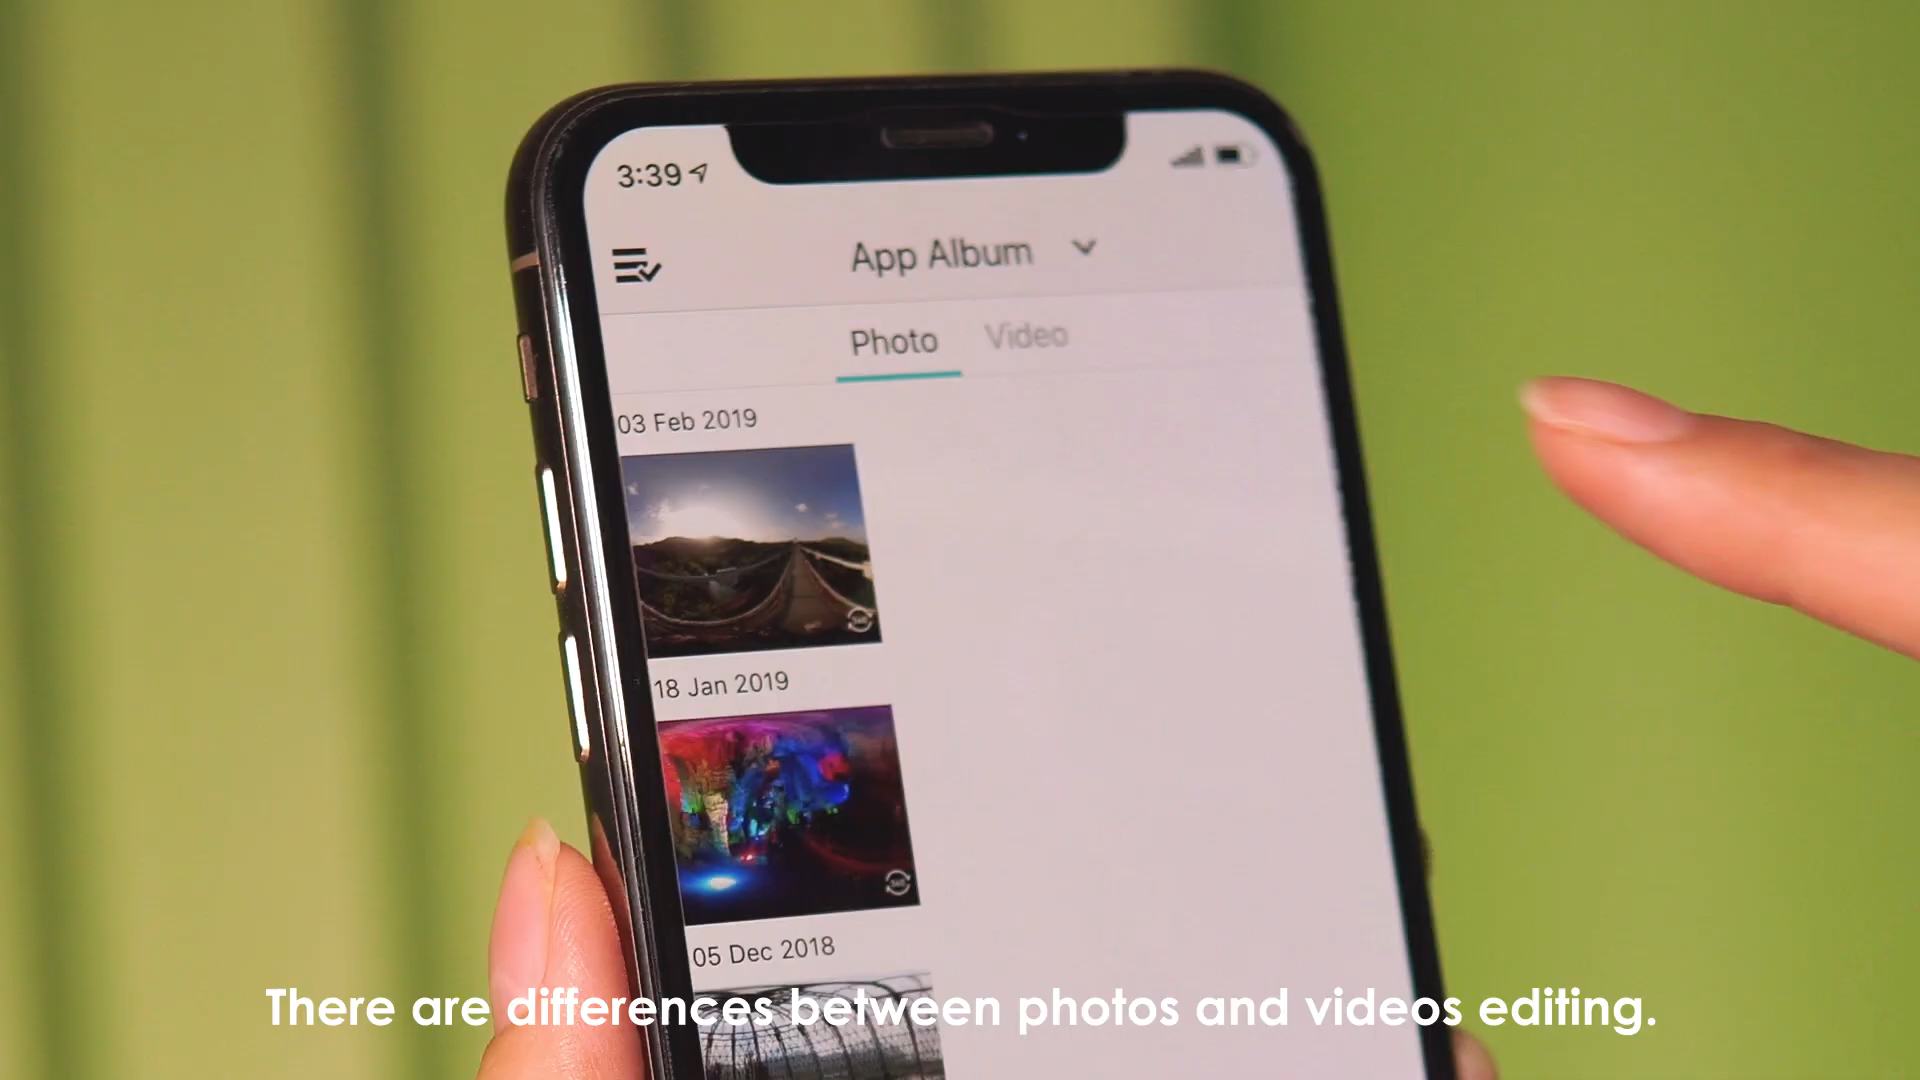 3:39
App Album
Photo Video
03 Feb 2019
18 Jan 2019
05 Dec 2018
There are differences between photos and videos editing.